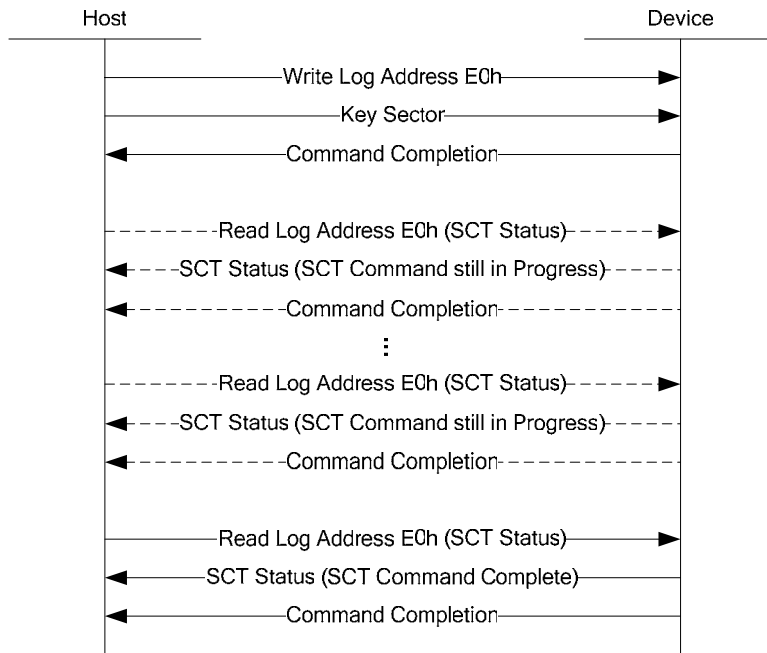 Host
Device
Write Log Address E0h
Key Sector
Command Completion
Read Log Address E0h (SCT Status)
SCT Status (SCT Command still in Progress)
Command Completion
⋮
Read Log Address E0h (SCT Status)
SCT Status (SCT Command still in Progress)
Command Completion
Read Log Address E0h (SCT Status)
SCT Status (SCT Command Complete)
Command Completion